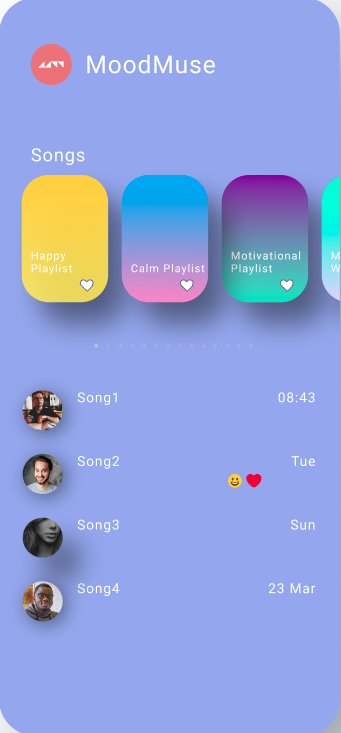 MoodMuse
Songs
Happy
Playlist
Calm Playlist
Motivational
Playlist
M
W
Song1 08:43
Song2 Tue
😀❤️
Song3 Sun
Song4 23 Mar